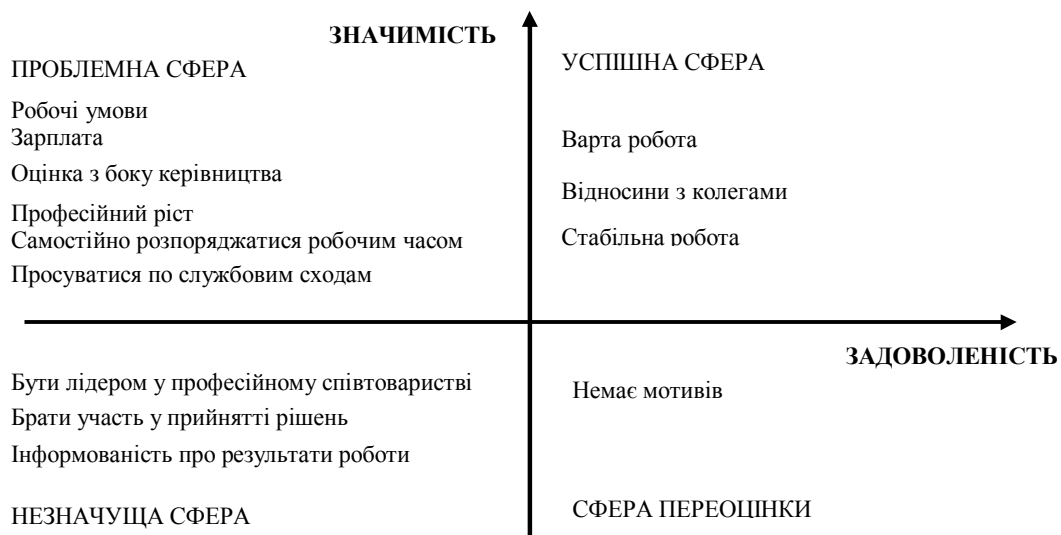 ЗНАЧИМІСТЬ
ПРОБЛЕМНА СФЕРА
Робочі умови
Зарплата
Оцінка з боку керівництва
Професійний ріст
Самостійно розпоряджатися робочим часом
Просуватися по службовим сходам
УСПІШНА СФЕРА
Варта робота
Відносини з колегами
Стабільна робота
ЗАДОВОЛЕНІСТЬ
Бути лідером у професійному співтоваристві
Брати участь у прийнятті рішень
Інформованість про результати роботи
НЕЗНАЧУЩА СФЕРА
Немає мотивів
СФЕРА ПЕРЕОЦІНКИ